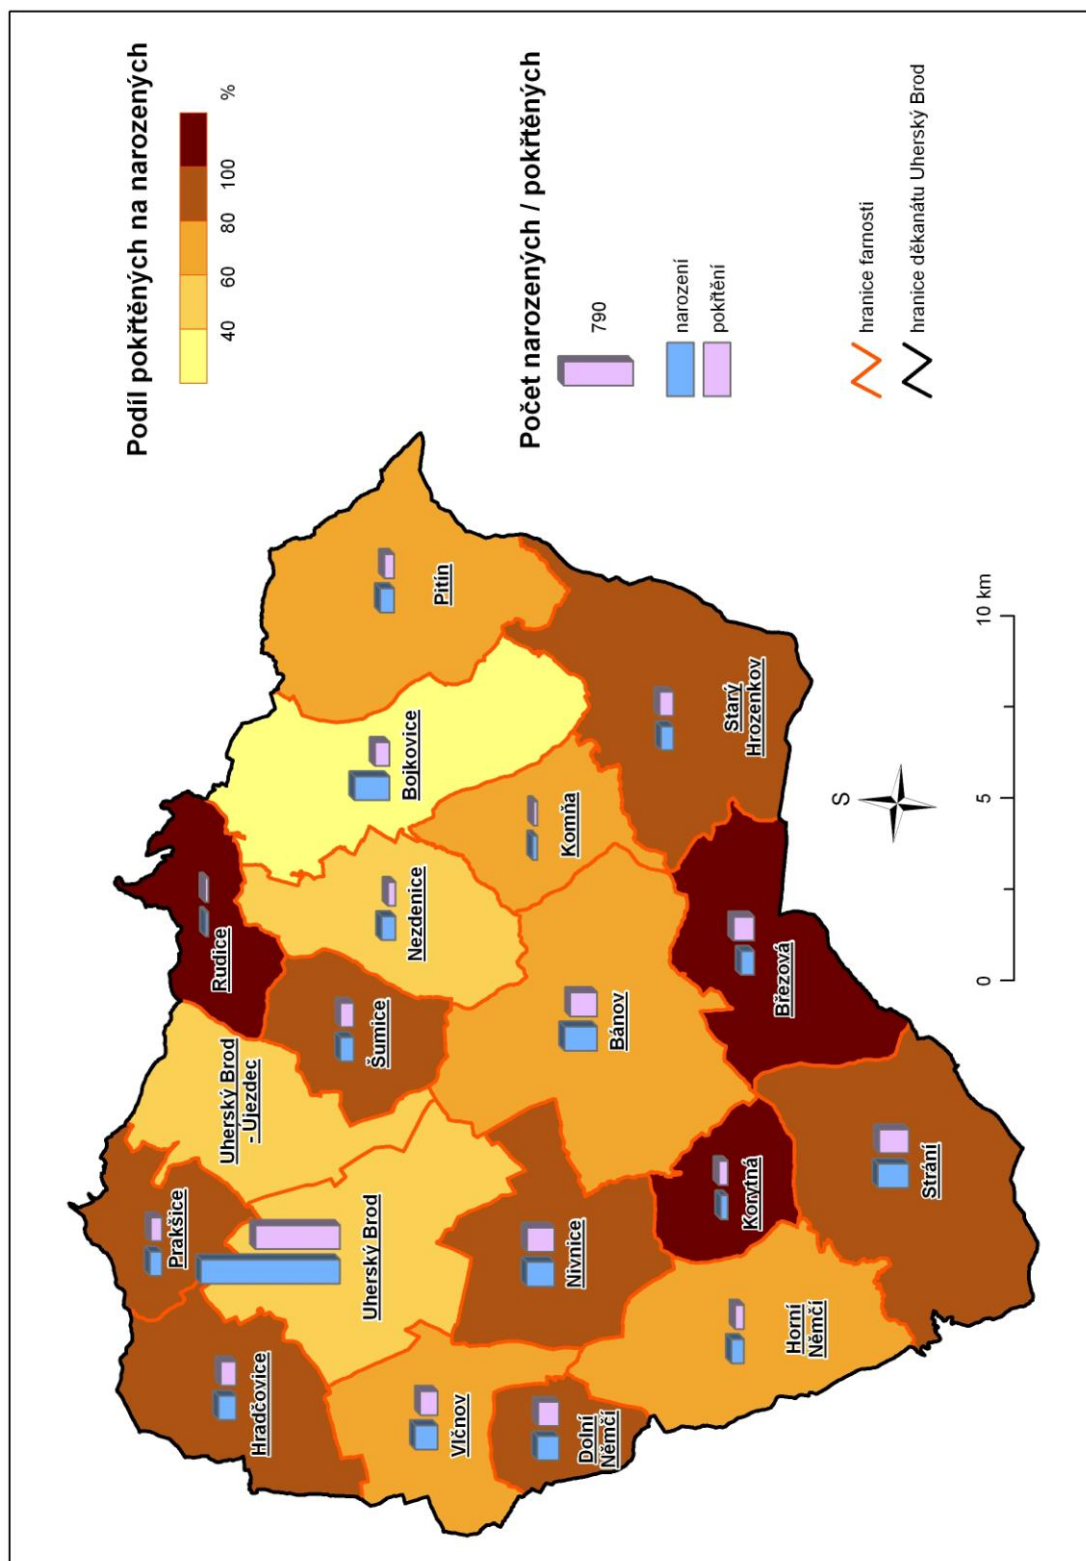 Podíl pokřtěných na narozených
40 60 80 100 %
Počet narozených / pokřtěných
790
narození
pokřtění
hranice farnosti
hranice děkanátu Uherský Brod
Prakšice
Hradčovice
Uherský Brod
- Újezdec
Rudice
Uherský Brod
Šumice
Nezdenice
Bojkovice
Pitín
Vlčnov
Nivnice
Bánov
Komňa
Dolní
Němčí
Starý
Hrozenkov
Korytná
Březová
Horní
Němčí
Strání
S
0 5 10 km